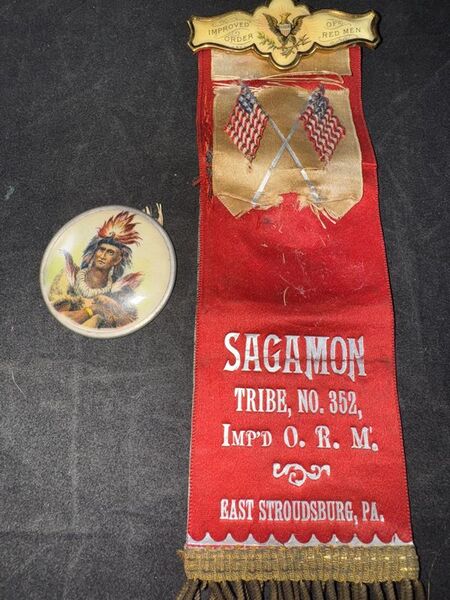 IMPROVED OF
ORDER RED MEN
SAGAMON
TRIBE, NO. 352,
IMP'D O. R. M.
EAST STROUDSBURG, PA.